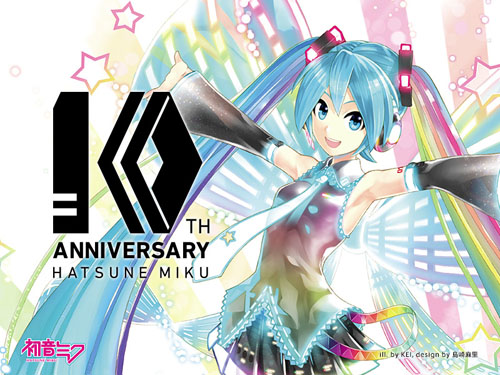 10TH
ANNIVERSARY
HATSUNE MIKU
初音ミク
ill. by KEI, design by 島崎麻里